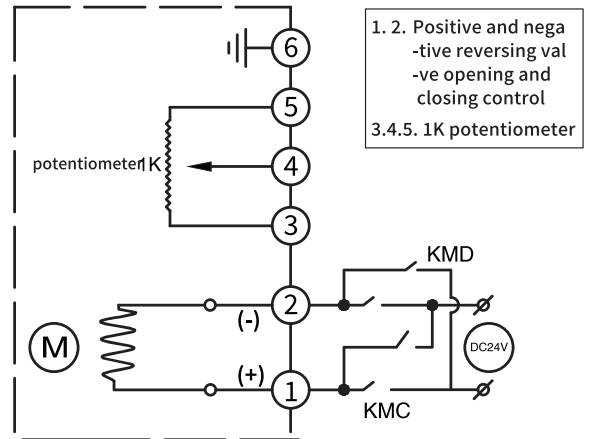 6
1. 2. Positive and nega
-tive reversing val
-ve opening and
closing control
3.4.5. 1K potentiometer
5
potentiometer1K
4
3
KMD
2
(-)
M
DC24V
(+)
1
KMC